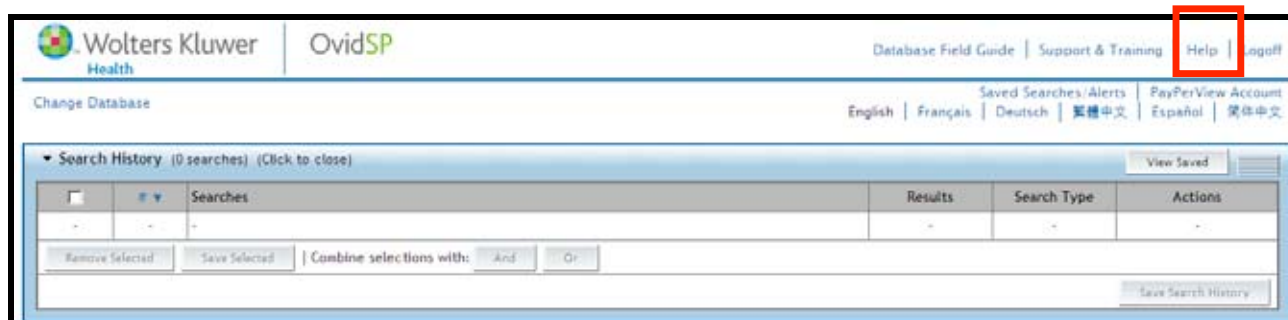 Wolters Kluwer OvidSP
Health
Database Field Guide | Support & Training | Help | Logoff
Change Database
Saved Searches/Alerts | PayPerView Account
English | Français | Deutsch | 繁體中文 | Español | 简体中文
Search History (0 searches) (Click to close) View Saved
# Searches Results Search Type Actions
- - - - - -
Remove Selected Save Selected | Combine selections with: And Or
Save Search History